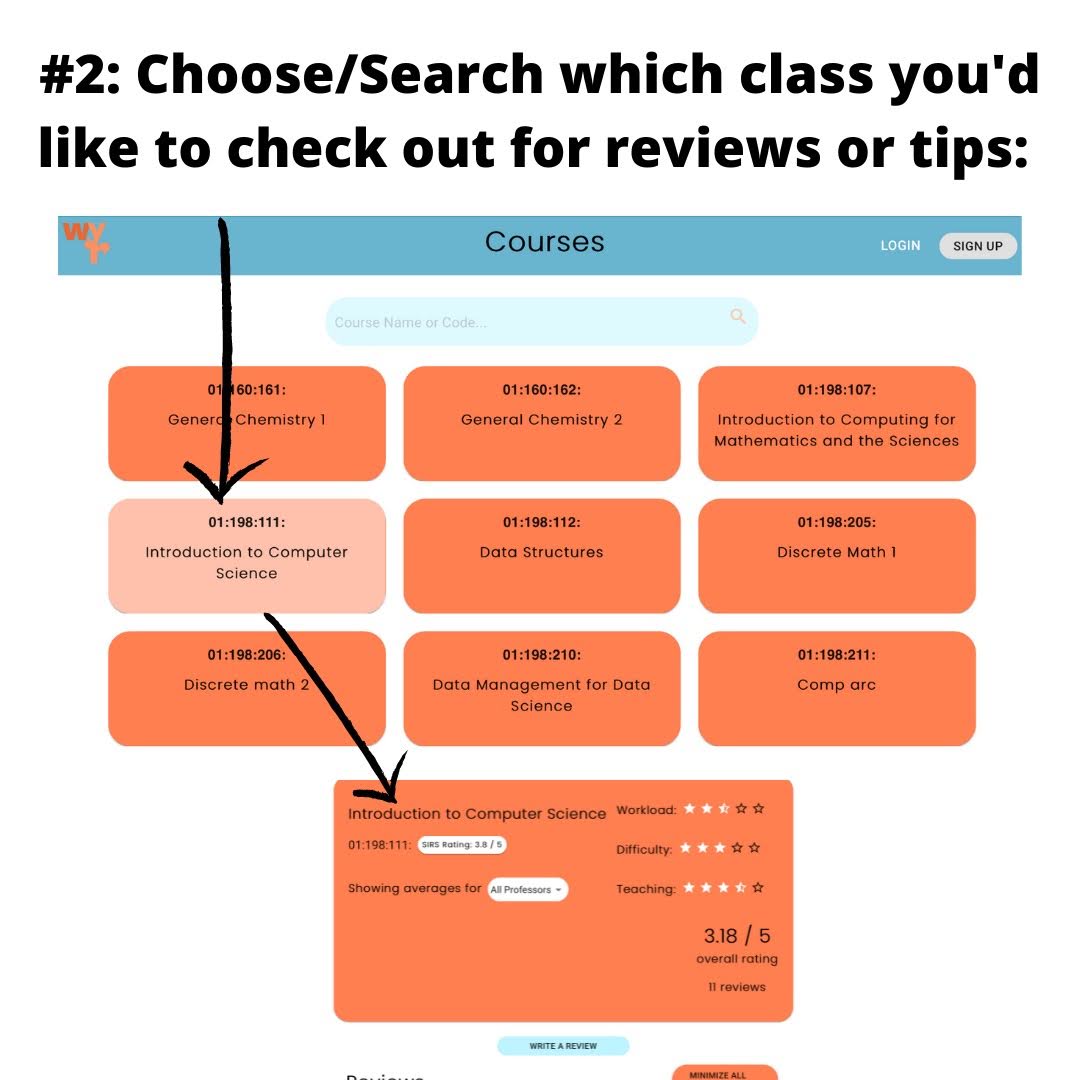 #2: Choose/Search which class you'd
like to check out for reviews or tips:
wyr
Courses
LOGIN
SIGN UP
Course Name or Code...
01:160:161:
General Chemistry 1
01:160:162:
General Chemistry 2
01:198:107:
Introduction to Computing for
Mathematics and the Sciences
01:198:111:
Introduction to Computer
Science
01:198:112:
Data Structures
01:198:205:
Discrete Math 1
01:198:206:
Discrete math 2
01:198:210:
Data Management for Data
Science
01:198:211:
Comp arc
Introduction to Computer Science
01:198:111: SIRS Rating: 3.8 / 5
Showing averages for All Professors
Workload:
Difficulty:
Teaching:
3.18 / 5
overall rating
11 reviews
WRITE A REVIEW
Reviews
MINIMIZE ALL